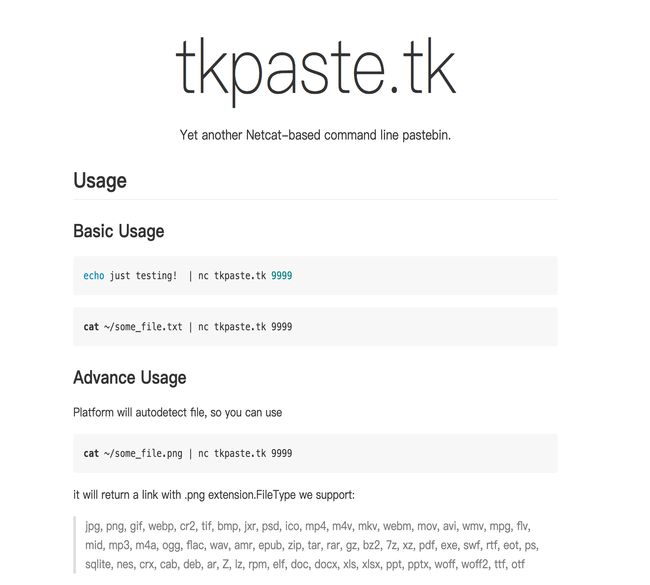 tkpaste.tk
Yet another Netcat-based command line pastebin.
Usage
Basic Usage
echo just testing!  | nc tkpaste.tk 9999
cat ~/some_file.txt | nc tkpaste.tk 9999
Advance Usage
Platform will autodetect file, so you can use
cat ~/some_file.png | nc tkpaste.tk 9999
it will return a link with .png extension.FileType we support:
jpg, png, gif, webp, cr2, tif, bmp, jxr, psd, ico, mp4, m4v, mkv, webm, mov, avi, wmv, mpg, flv,
mid, mp3, m4a, ogg, flac, wav, amr, epub, zip, tar, rar, gz, bz2, 7z, xz, pdf, exe, swf, rtf, eot, ps,
sqlite, nes, crx, cab, deb, ar, Z, lz, rpm, elf, doc, docx, xls, xlsx, ppt, pptx, woff, woff2, ttf, otf